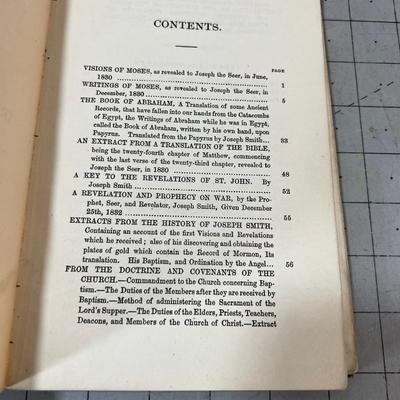 CONTENTS.
PAGE
VISIONS OF MOSES, as revealed to Joseph the Seer, in June,
1830 1
WRITINGS OF MOSES, as revealed to Joseph the Seer, in
December, 1830 5
THE BOOK OF ABRAHAM, A Translation of some Ancient
Records, that have fallen into our hands from the Catacombs
of Egypt, the Writings of Abraham while he was in Egypt,
called the Book of Abraham, written by his own hand, upon
Papyrus. Translated from the Papyrus by Joseph Smith... 33
AN EXTRACT FROM A TRANSLATION OF THE BIBLE,
being the twenty-fourth chapter of Matthew, commencing
with the last verse of the twenty-third chapter, revealed to
Joseph the Seer, in 1830 48
A KEY TO THE REVELATIONS OF ST. JOHN. By
Joseph Smith 52
A REVELATION AND PROPHECY ON WAR, by the Pro-
phet, Seer, and Revelator, Joseph Smith, Given December
25th, 1832 55
EXTRACTS FROM THE HISTORY OF JOSEPH SMITH,
Containing an account of the first Visions and Revelations
which he received; also of his discovering and obtaining the
plates of gold which contain the Record of Mormon, Its
translation. His Baptism, and Ordination by the Angel... 56
FROM THE DOCTRINE AND COVENANTS OF THE
CHURCH.—Commandment to the Church concerning Bap-
tism.—The Duties of the Members after they are received by
Baptism.—Method of administering the Sacrament of the
Lord's Supper.—The Duties of the Elders, Priests, Teachers,
Deacons, and Members of the Church of Christ.—Extract